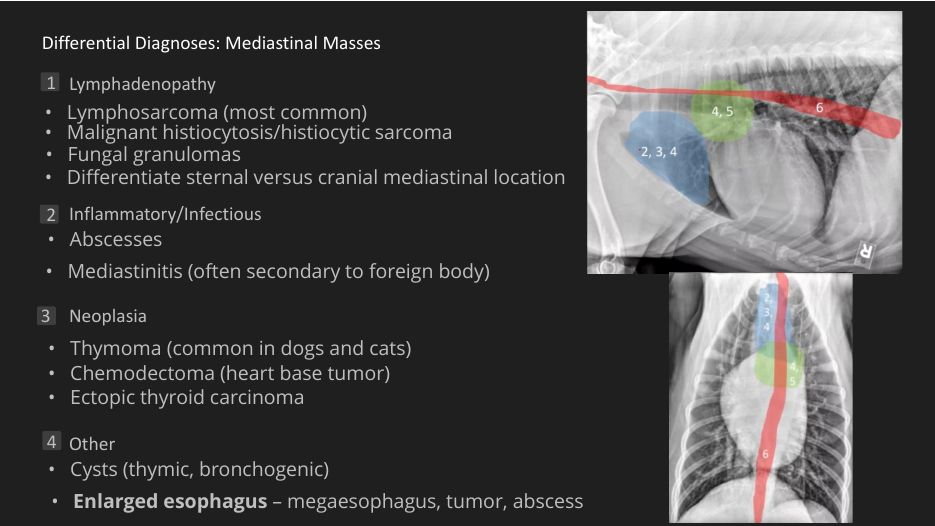 Differential Diagnoses: Mediastinal Masses
1 Lymphadenopathy
• Lymphosarcoma (most common)
• Malignant histiocytosis/histiocytic sarcoma
• Fungal granulomas
• Differentiate sternal versus cranial mediastinal location
2 Inflammatory/Infectious
• Abscesses
• Mediastinitis (often secondary to foreign body)
3 Neoplasia
• Thymoma (common in dogs and cats)
• Chemodectoma (heart base tumor)
• Ectopic thyroid carcinoma
4 Other
• Cysts (thymic, bronchogenic)
• Enlarged esophagus – megaesophagus, tumor, abscess
4, 5
6
2, 3, 4
R
2,
3,
4
4,
5
6